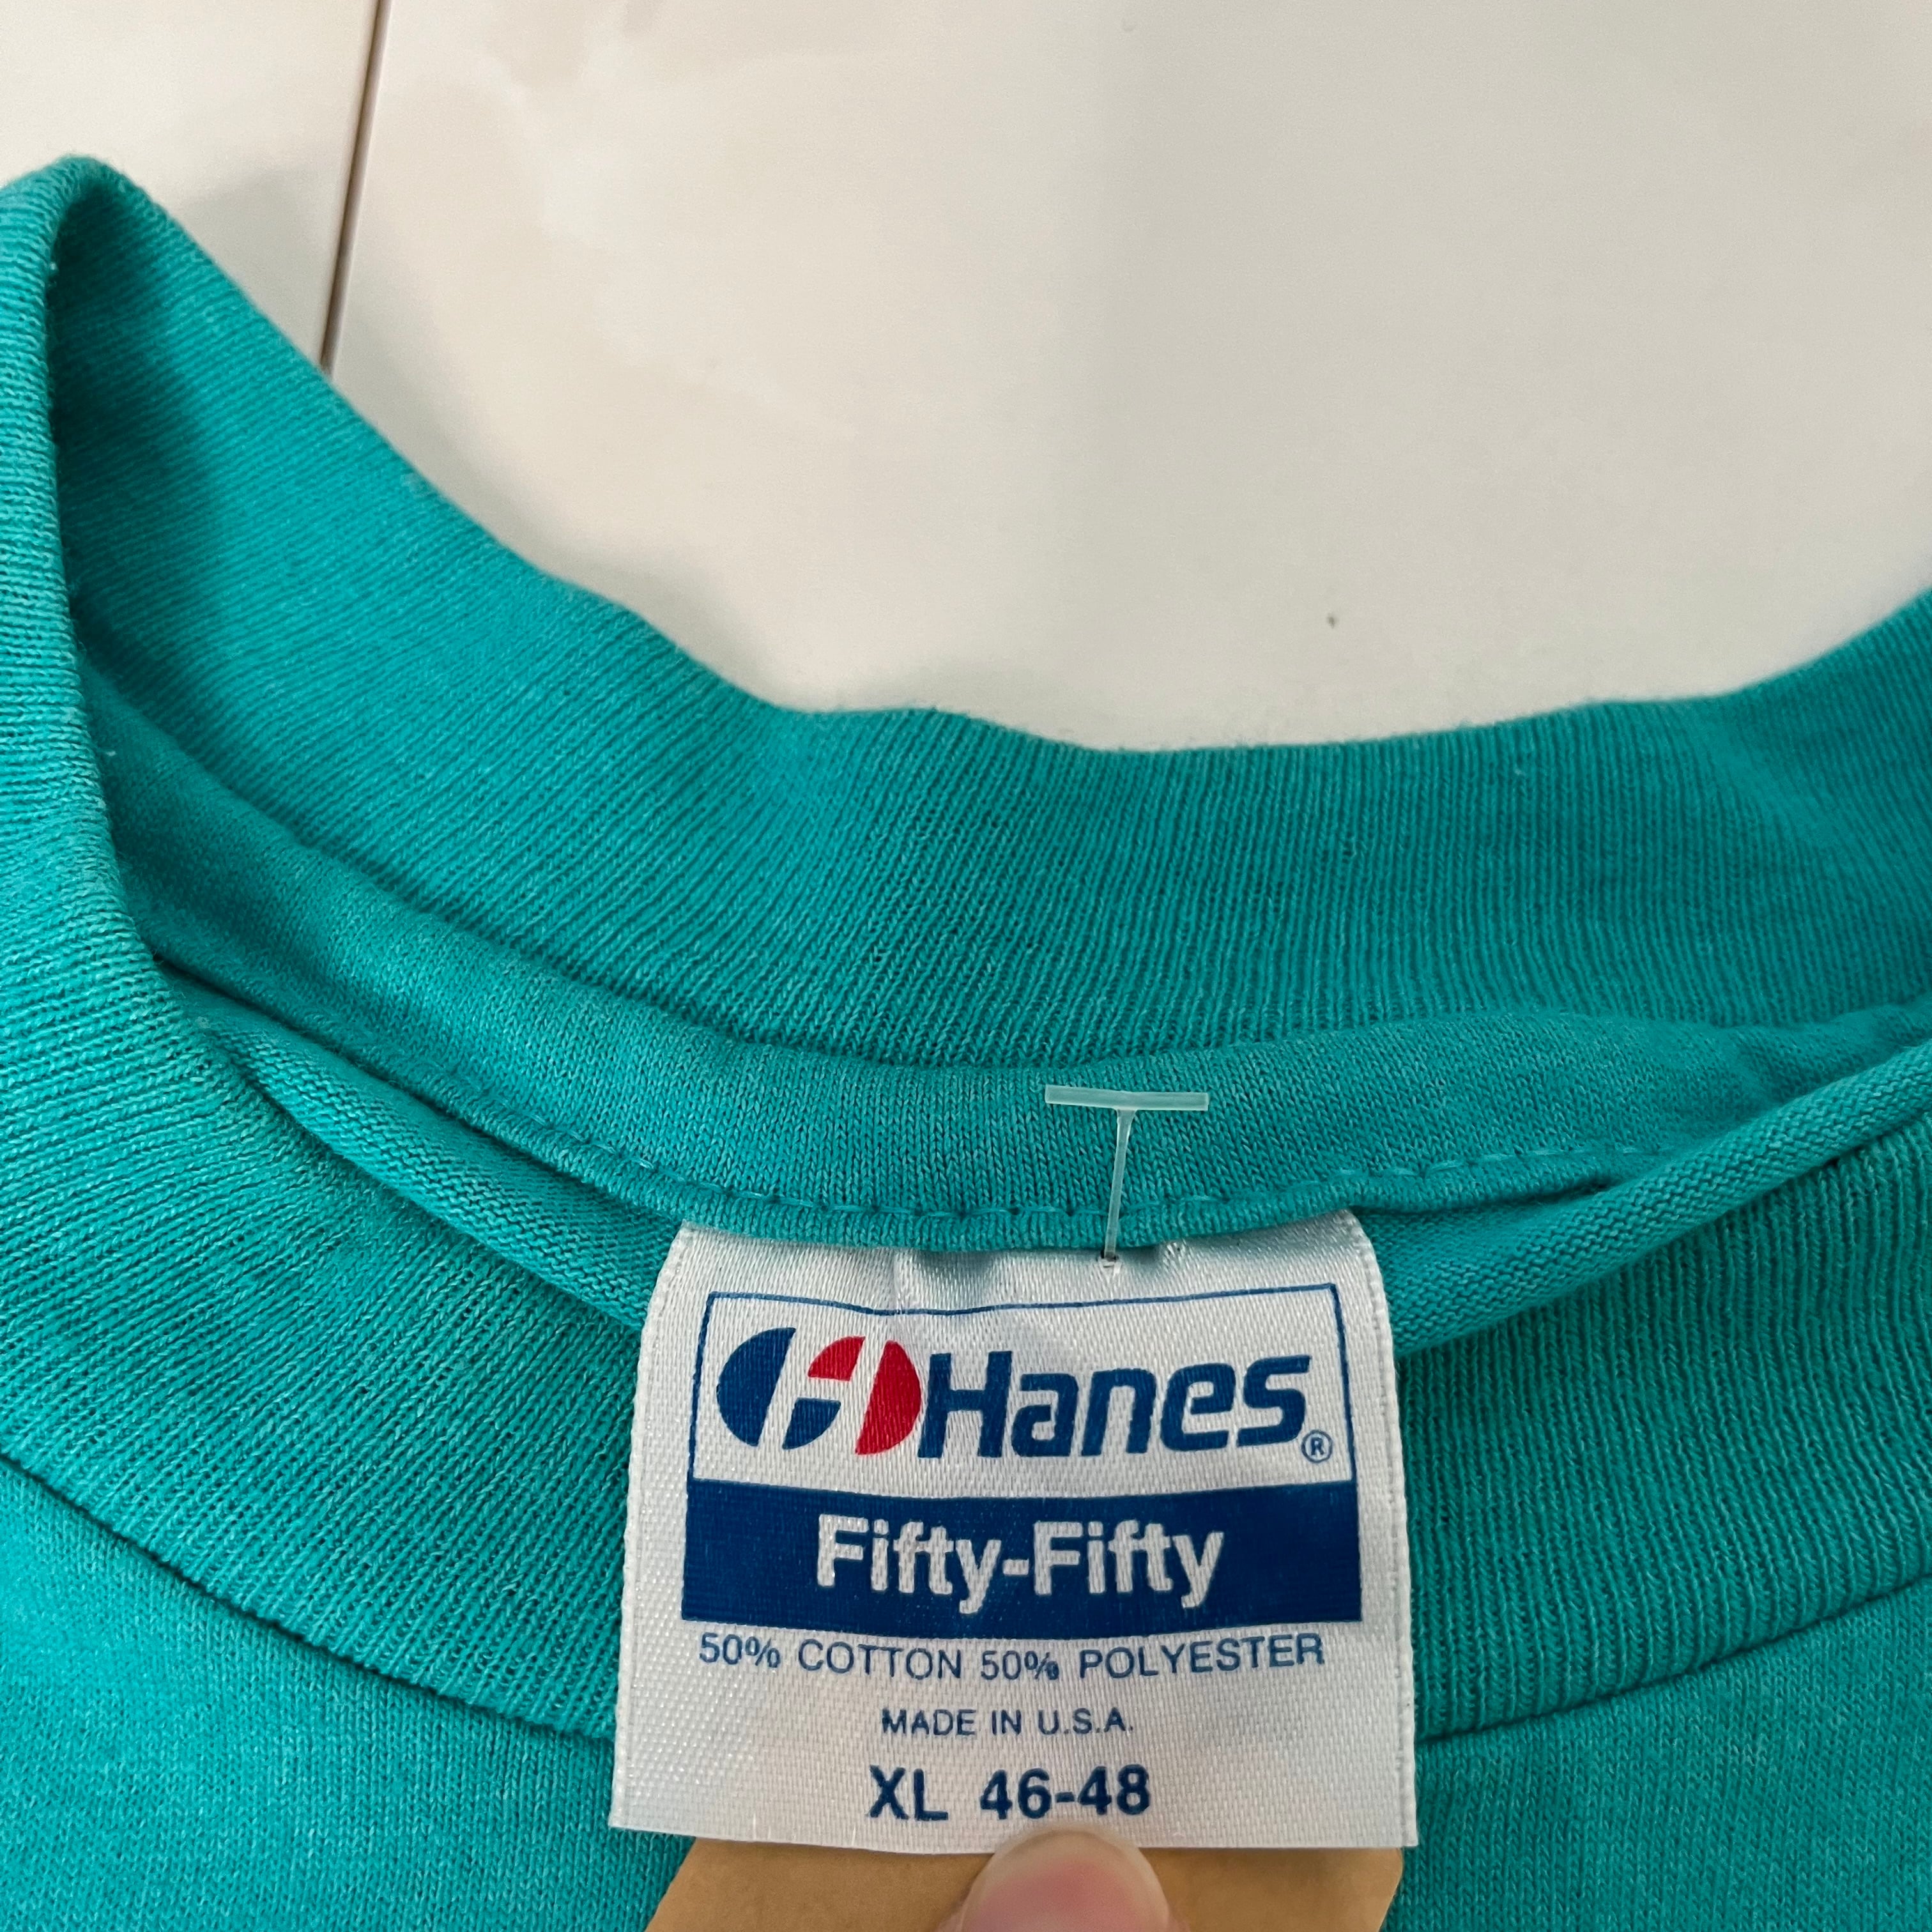 Hanes®
Fifty-Fifty
50% COTTON 50% POLYESTER
MADE IN U.S.A.
XL 46-48